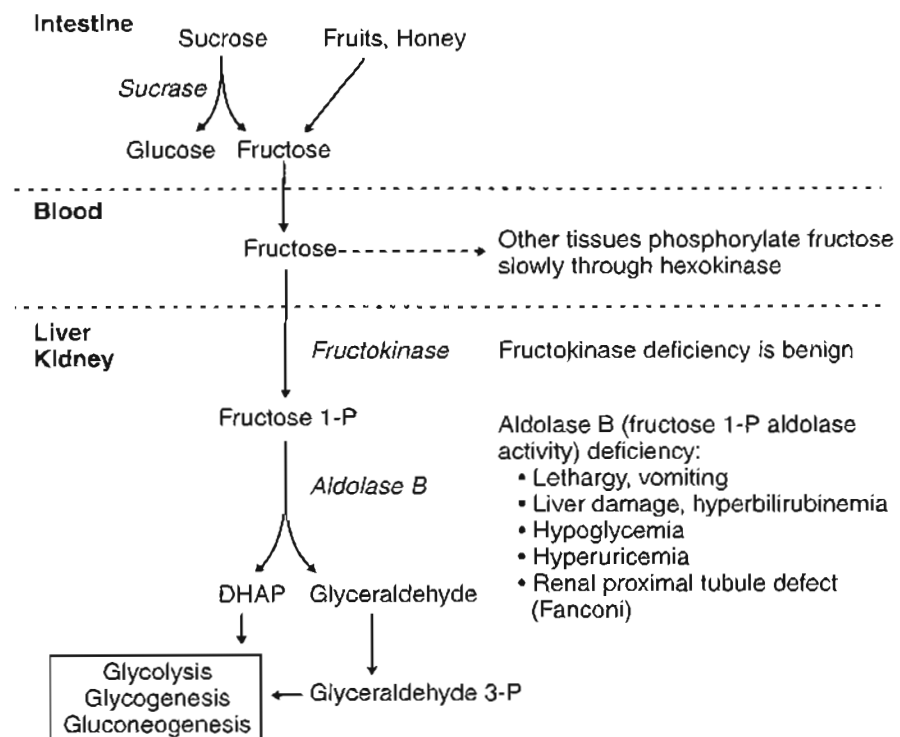 Intestine
Sucrose
Fruits, Honey
Sucrase
Glucose
Fructose
Blood
Fructose
Other tissues phosphorylate fructose
slowly through hexokinase
Liver
Kidney
Fructokinase
Fructokinase deficiency is benign
Fructose 1-P
Aldolase B
Aldolase B (fructose 1-P aldolase
activity) deficiency:
• Lethargy, vomiting
• Liver damage, hyperbilirubinemia
• Hypoglycemia
• Hyperuricemia
• Renal proximal tubule defect
(Fanconi)
DHAP
Glyceraldehyde
Glycolysis
Glycogenesis
Gluconeogenesis
Glyceraldehyde 3-P